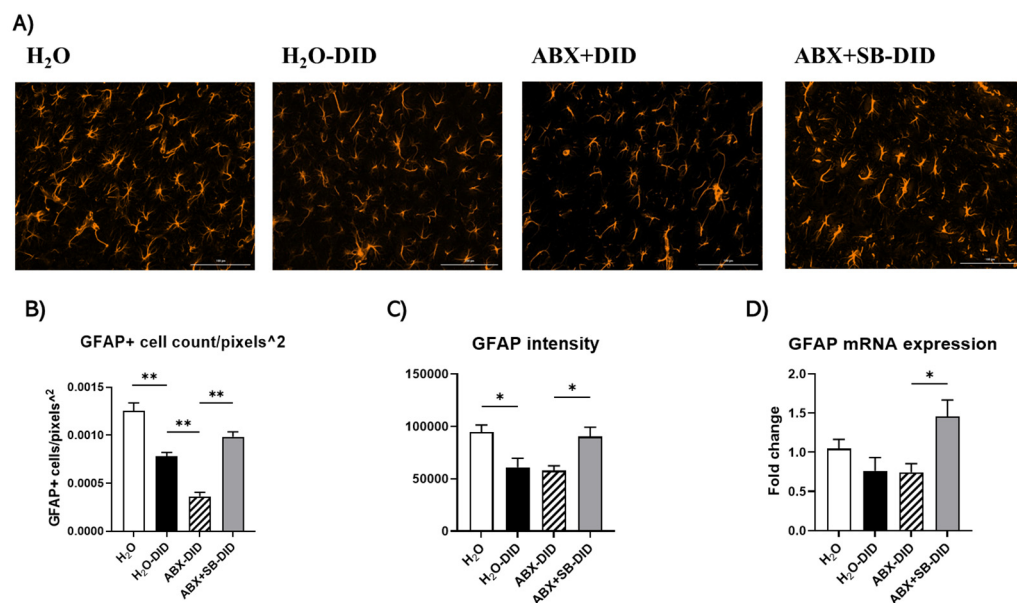 A)
H₂O
H₂O-DID
ABX+DID
ABX+SB-DID
B)
GFAP+ cell count/pixels^2
GFAP+ cells/pixels^2
0.0015
0.0010
0.0005
0.0000
**
**
**
H₂O
H₂O-DID
ABX-DID
ABX+SB-DID
C)
GFAP intensity
150000
100000
50000
0
*
*
H₂O
H₂O-DID
ABX-DID
ABX+SB-DID
D)
GFAP mRNA expression
Fold change
2.0
1.5
1.0
0.5
0.0
*
H₂O
H₂O-DID
ABX-DID
ABX+SB-DID